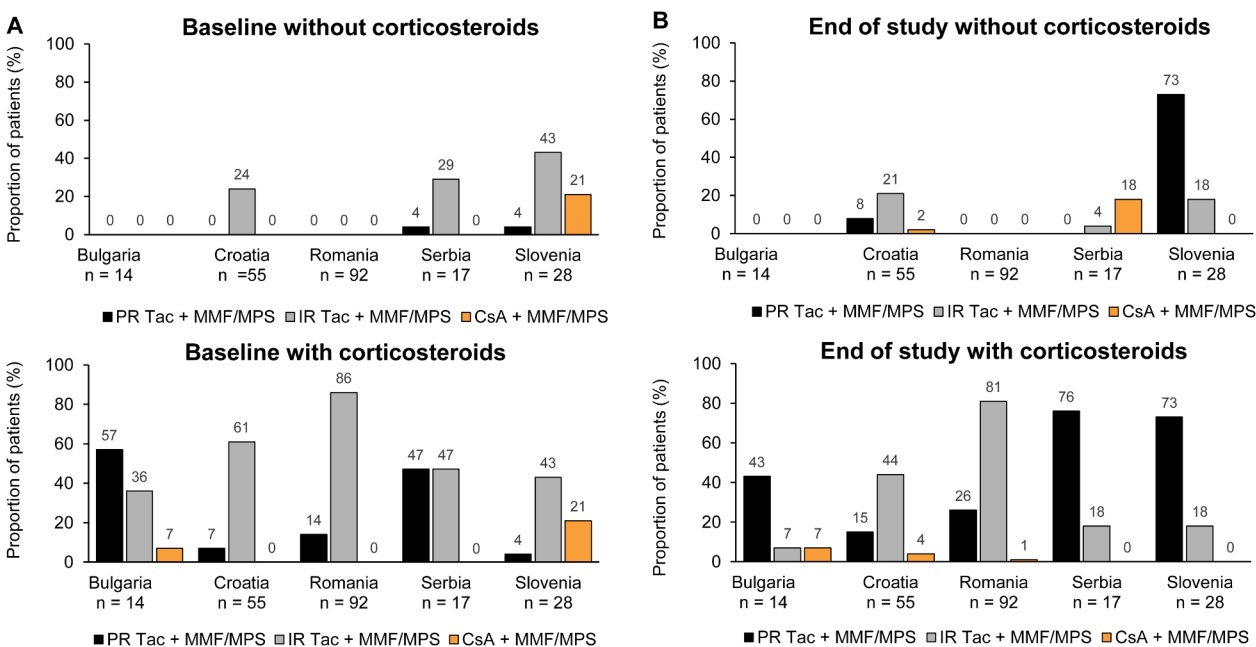 A
Baseline without corticosteroids
Proportion of patients (%)
100
80
60
40
20
0
0 0 0 0 24 0 0 0 0 4 29 0 4 43 21
Bulgaria Croatia Romania Serbia Slovenia
n = 14 n =55 n = 92 n = 17 n = 28
PR Tac + MMF/MPS IR Tac + MMF/MPS CsA + MMF/MPS
B
End of study without corticosteroids
Proportion of patients (%)
100
80
60
40
20
0
0 0 0 8 21 2 0 0 0 0 4 18 73 18 0
Bulgaria Croatia Romania Serbia Slovenia
n = 14 n = 55 n = 92 n = 17 n = 28
PR Tac + MMF/MPS IR Tac + MMF/MPS CsA + MMF/MPS
Baseline with corticosteroids
Proportion of patients (%)
100
80
60
40
20
0
57 36 7 7 61 0 14 86 0 47 47 0 4 43 21
Bulgaria Croatia Romania Serbia Slovenia
n = 14 n = 55 n = 92 n = 17 n = 28
PR Tac + MMF/MPS IR Tac + MMF/MPS CsA + MMF/MPS
End of study with corticosteroids
Proportion of patients (%)
100
80
60
40
20
0
43 7 7 15 44 4 26 81 1 76 18 0 73 18 0
Bulgaria Croatia Romania Serbia Slovenia
n = 14 n = 55 n = 92 n = 17 n = 28
PR Tac + MMF/MPS IR Tac + MMF/MPS CsA + MMF/MPS